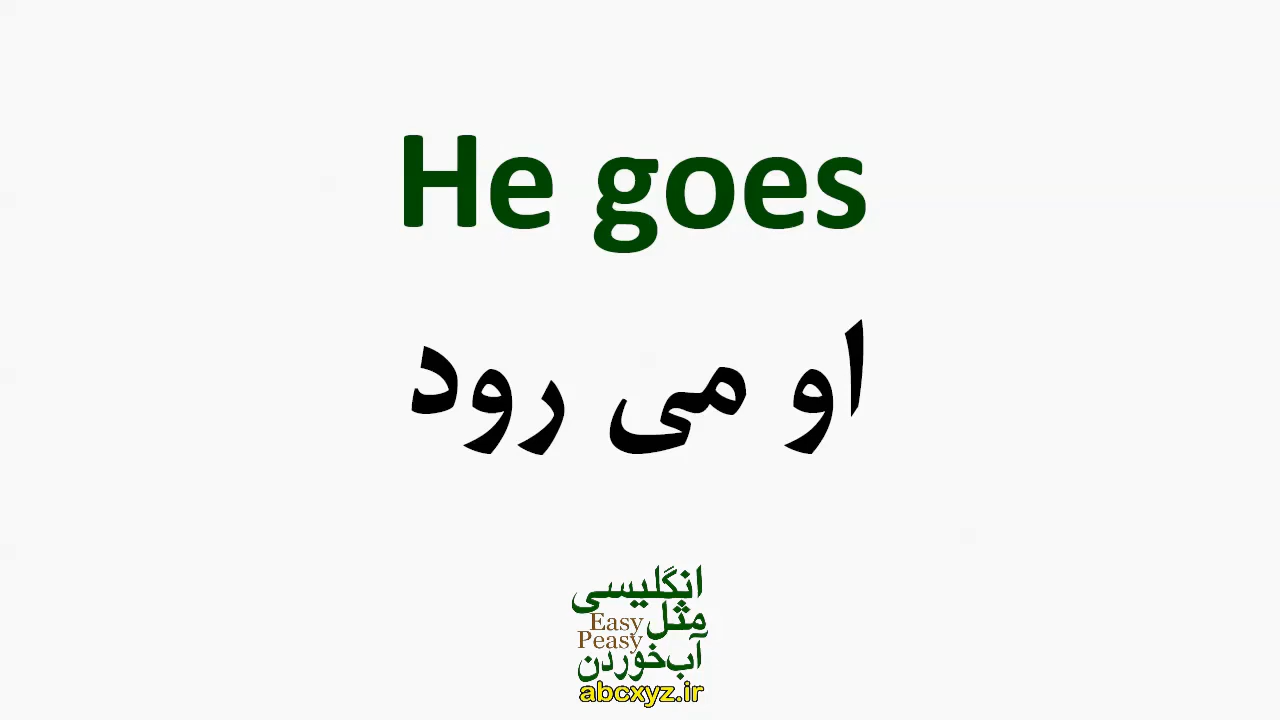 He goes
او می رود
انگلیسی
مثل Easy
Peasy
آب‌خوردن
abcxyz.ir